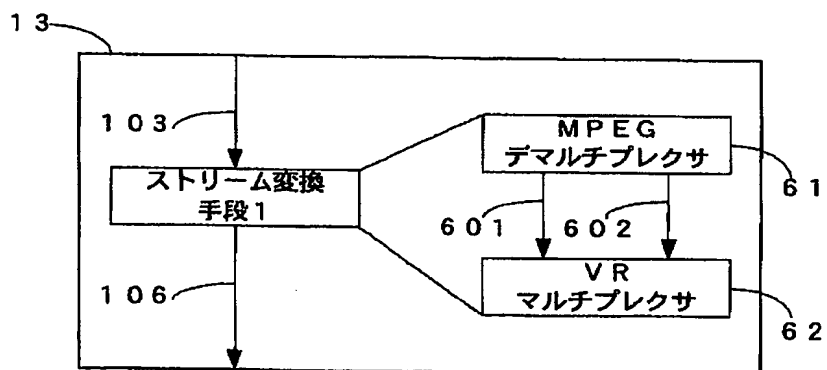 １３
１０３
ストリーム変換
手段１
１０６
ＭＰＥＧ
デマルチプレクサ
６１
６０１
６０２
ＶＲ
マルチプレクサ
６２